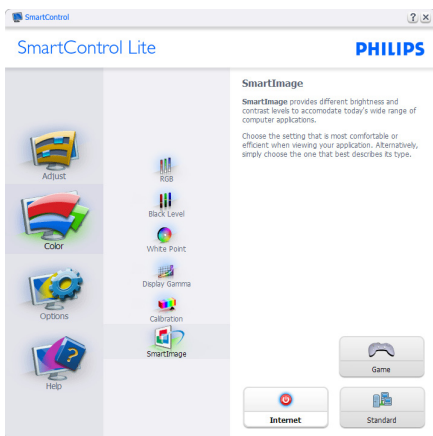 SmartControl
SmartControl Lite
PHILIPS
Adjust
Color
Options
Help
RGB
Black Level
White Point
Display Gamma
Calibration
SmartImage
SmartImage
SmartImage provides different brightness and
contrast levels to accomodate today's wide range of
computer applications.
Choose the setting that is most comfortable or
efficient when viewing your application. Alternatively,
simply choose the one that best describes its type.
Game
Internet
Standard